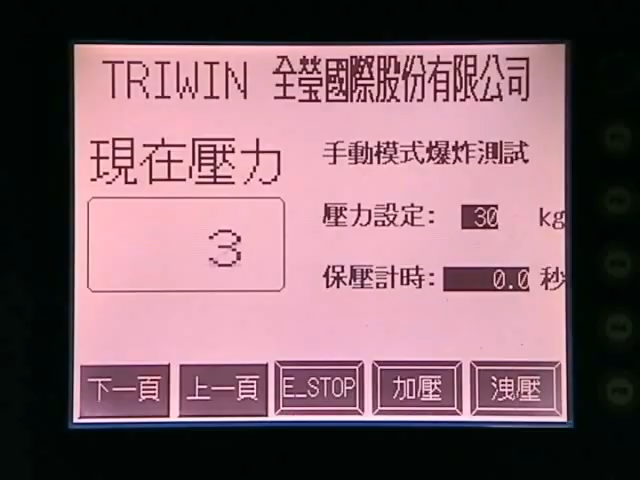 TRIWIN 全瑩國際股份有限公司
現在壓力
3
手動模式爆炸測試
壓力設定: 30 kg
保壓計時: 0.0 秒
下一頁 上一頁 E_STOP 加壓 洩壓